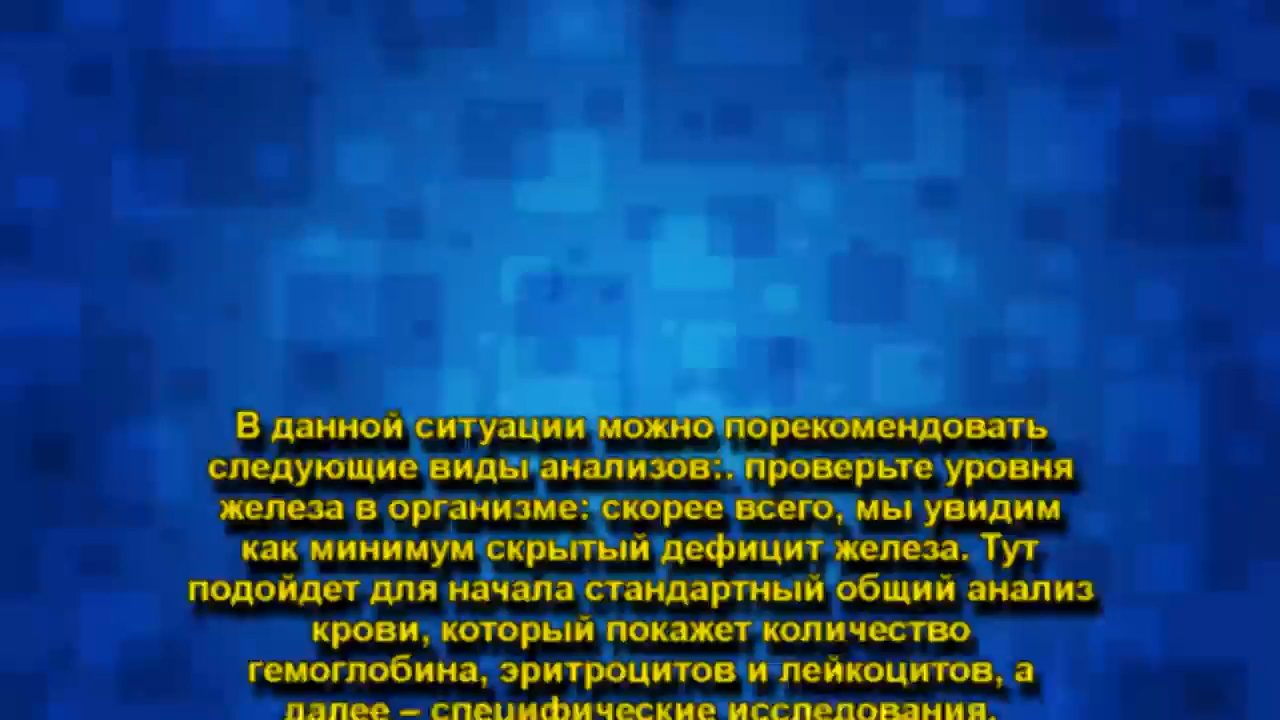 В данной ситуации можно порекомендовать
следующие виды анализов:. проверьте уровня
железа в организме: скорее всего, мы увидим
как минимум скрытый дефицит железа. Тут
подойдет для начала стандартный общий анализ
крови, который покажет количество
гемоглобина, эритроцитов и лейкоцитов, а
далее – специфические исследования.